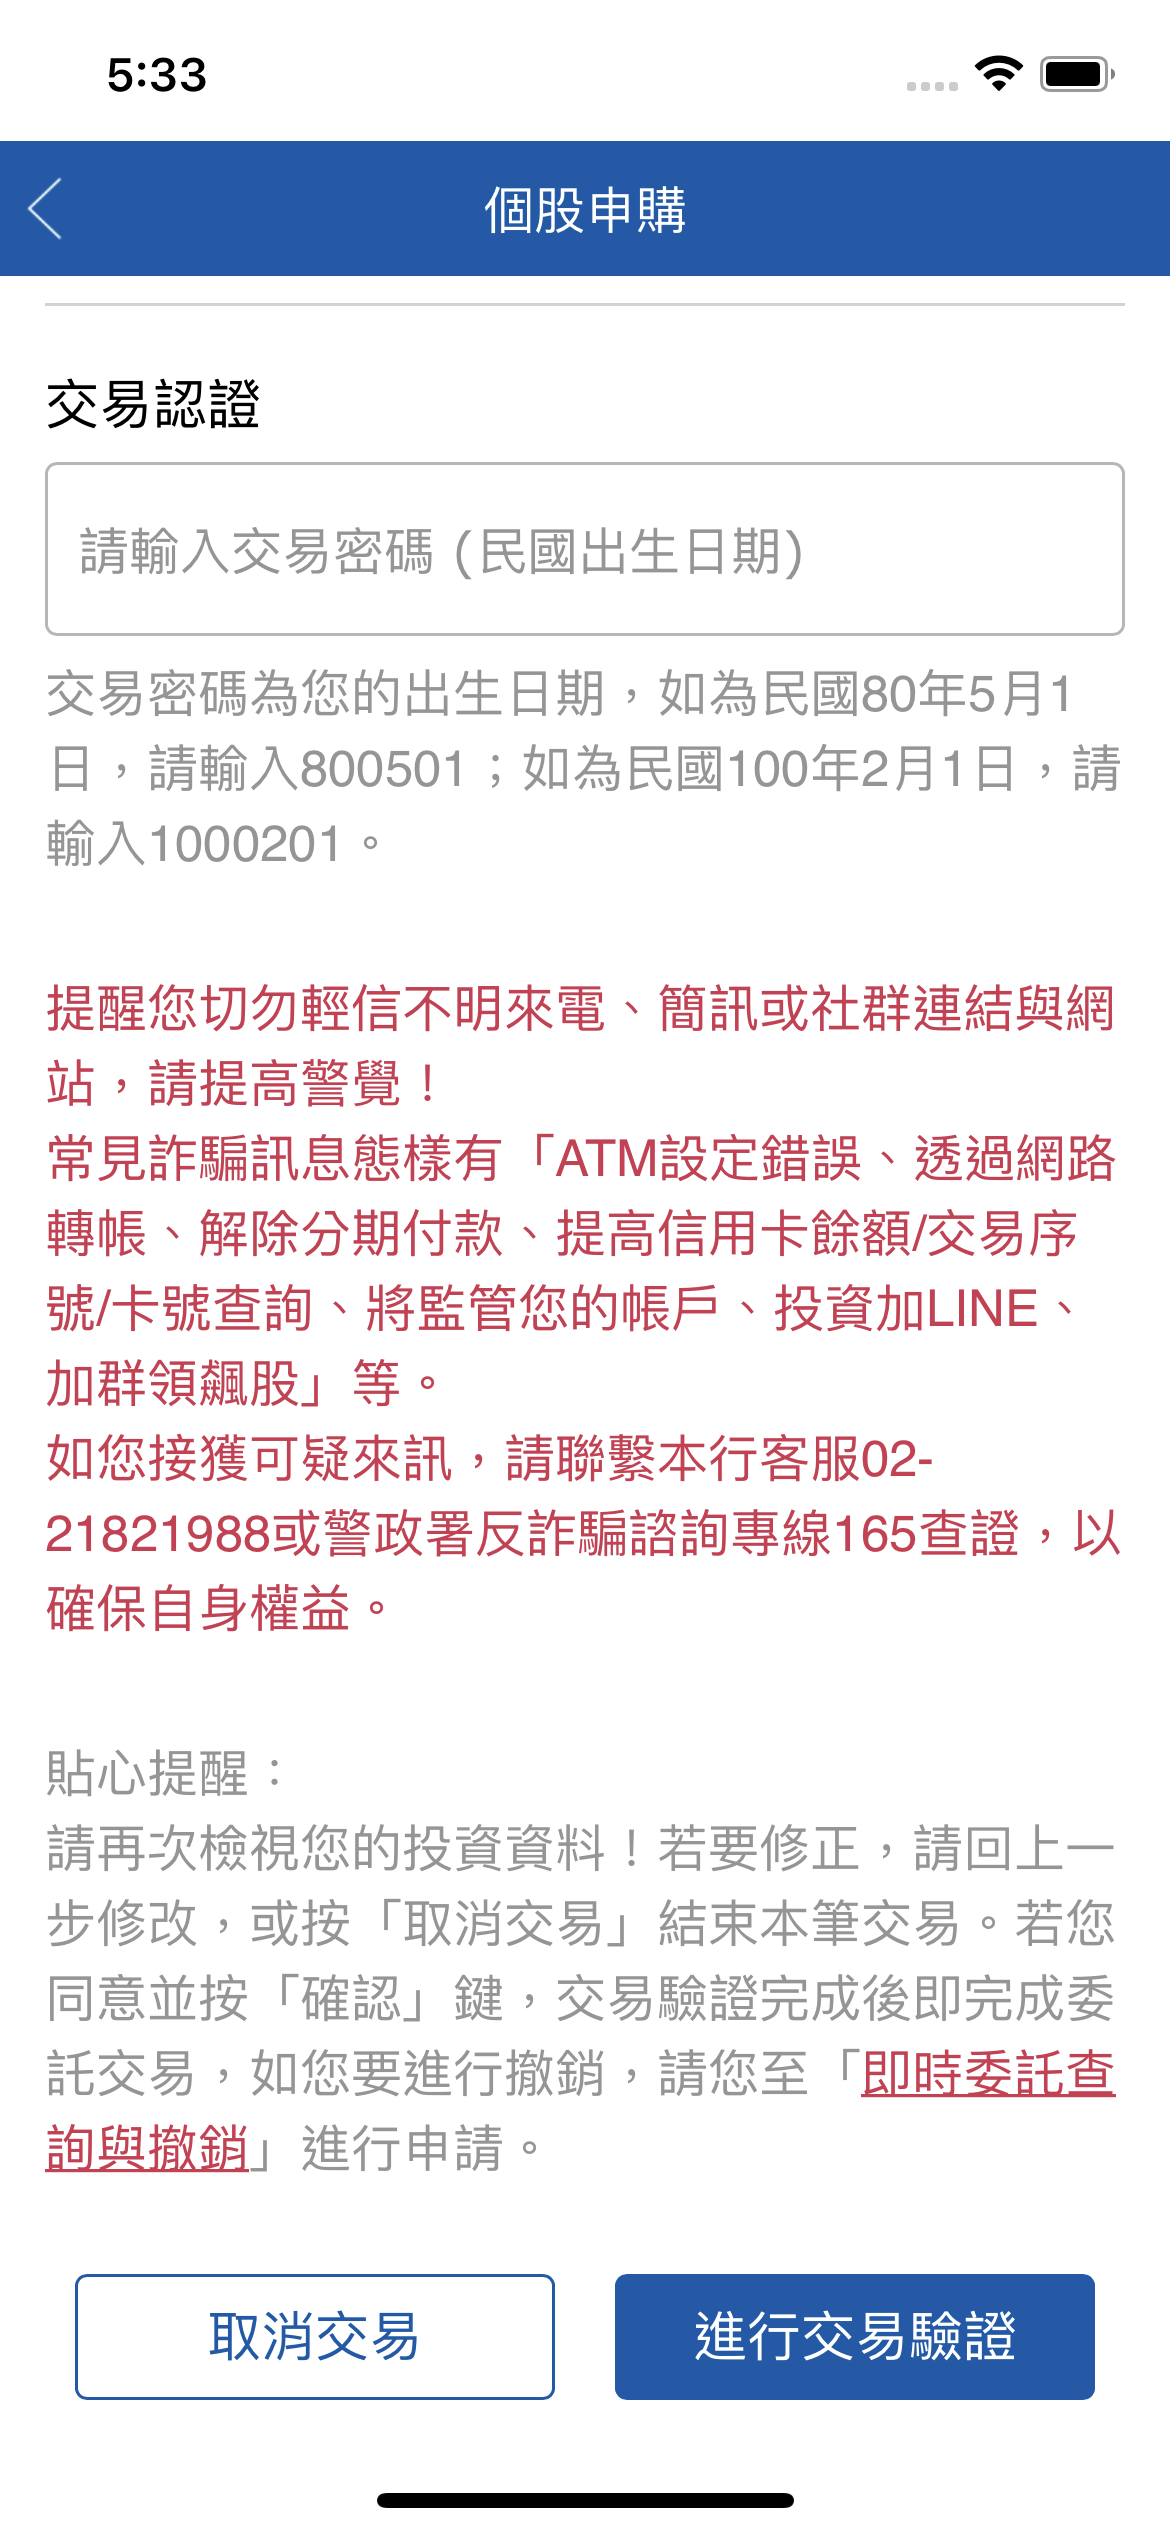 5:33
個股申購
交易認證
請輸入交易密碼 (民國出生日期)
交易密碼為您的出生日期，如為民國80年5月1
日，請輸入800501；如為民國100年2月1日，請
輸入1000201。
提醒您切勿輕信不明來電、簡訊或社群連結與網
站，請提高警覺！
常見詐騙訊息態樣有「ATM設定錯誤、透過網路
轉帳、解除分期付款、提高信用卡餘額/交易序
號/卡號查詢、將監管您的帳戶、投資加LINE、
加群領飆股」等。
如您接獲可疑來訊，請聯繫本行客服02-
21821988或警政署反詐騙諮詢專線165查證，以
確保自身權益。
貼心提醒：
請再次檢視您的投資資料！若要修正，請回上一
步修改，或按「取消交易」結束本筆交易。若您
同意並按「確認」鍵，交易驗證完成後即完成委
託交易，如您要進行撤銷，請您至「即時委託查
詢與撤銷」進行申請。
取消交易
進行交易驗證